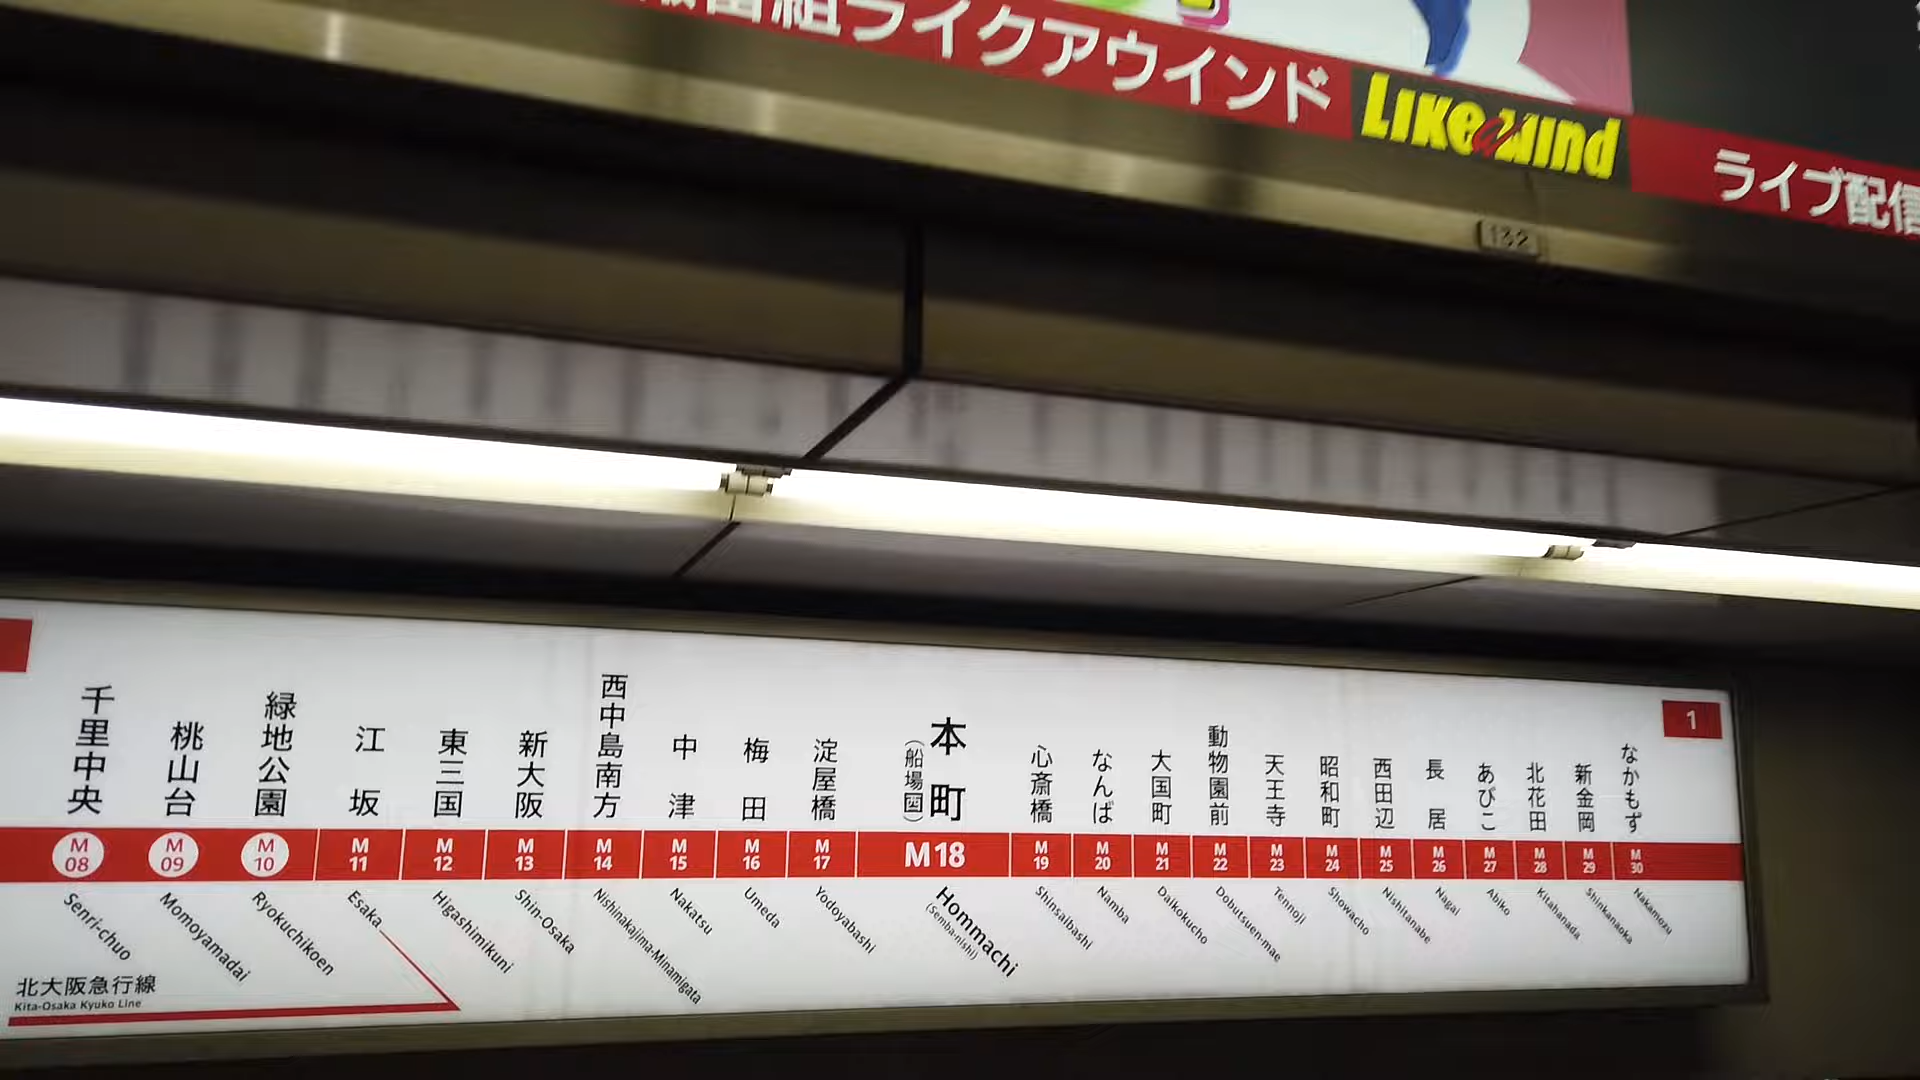 組ライクアウインド
LIKe a Wind
ライブ配信
132
1
千里中央
桃山台
緑地公園
江坂
東三国
新大阪
西中島南方
中津
梅田
淀屋橋
本町
(船場西)
心斎橋
なんば
大国町
動物園前
天王寺
昭和町
西田辺
長居
あびこ
北花田
新金岡
なかもず
M 08
M 09
M 10
M 11
M 12
M 13
M 14
M 15
M 16
M 17
M18
M 19
M 20
M 21
M 22
M 23
M 24
M 25
M 26
M 27
M 28
M 29
M 30
Senri-chuo
Momoyamadai
Ryokuchikoen
Esaka
Higashimikuni
Shin-Osaka
Nishinakajima-Minamigata
Nakatsu
Umeda
Yodoyabashi
Hommachi
(Semba-nishi)
Shinsaibashi
Namba
Daikokucho
Dobutsuen-mae
Tennoji
Showacho
Nishitanabe
Nagai
Abiko
Kitahanada
Shinkanaoka
Nakamozu
北大阪急行線
Kita-Osaka Kyuko Line